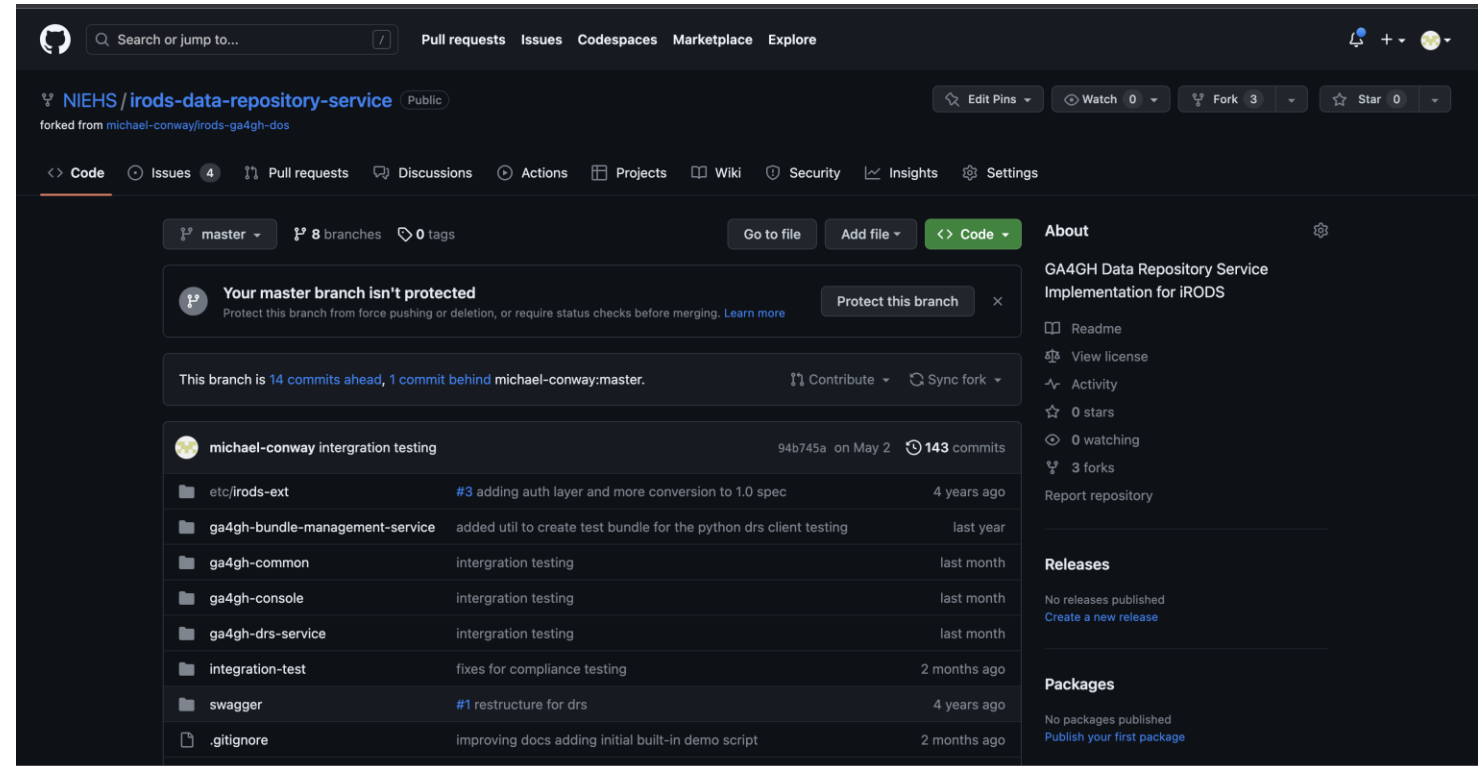 Search or jump to... / Pull requests Issues Codespaces Marketplace Explore
NIEHS / irods-data-repository-service Public Edit Pins Watch 0 Fork 3 Star 0
forked from michael-conway/irods-ga4gh-dos
Code Issues 4 Pull requests Discussions Actions Projects Wiki Security Insights Settings
master 8 branches 0 tags Go to file Add file Code
Your master branch isn't protected
Protect this branch from force pushing or deletion, or require status checks before merging. Learn more
Protect this branch
This branch is 14 commits ahead, 1 commit behind michael-conway:master. Contribute Sync fork
michael-conway intergration testing 94b745a on May 2 143 commits
etc/irods-ext #3 adding auth layer and more conversion to 1.0 spec 4 years ago
ga4gh-bundle-management-service added util to create test bundle for the python drs client testing last year
ga4gh-common intergration testing last month
ga4gh-console intergration testing last month
ga4gh-drs-service intergration testing last month
integration-test fixes for compliance testing 2 months ago
swagger #1 restructure for drs 4 years ago
.gitignore improving docs adding initial built-in demo script 2 months ago
About
GA4GH Data Repository Service
Implementation for iRODS
Readme
View license
Activity
0 stars
0 watching
3 forks
Report repository
Releases
No releases published
Create a new release
Packages
No packages published
Publish your first package